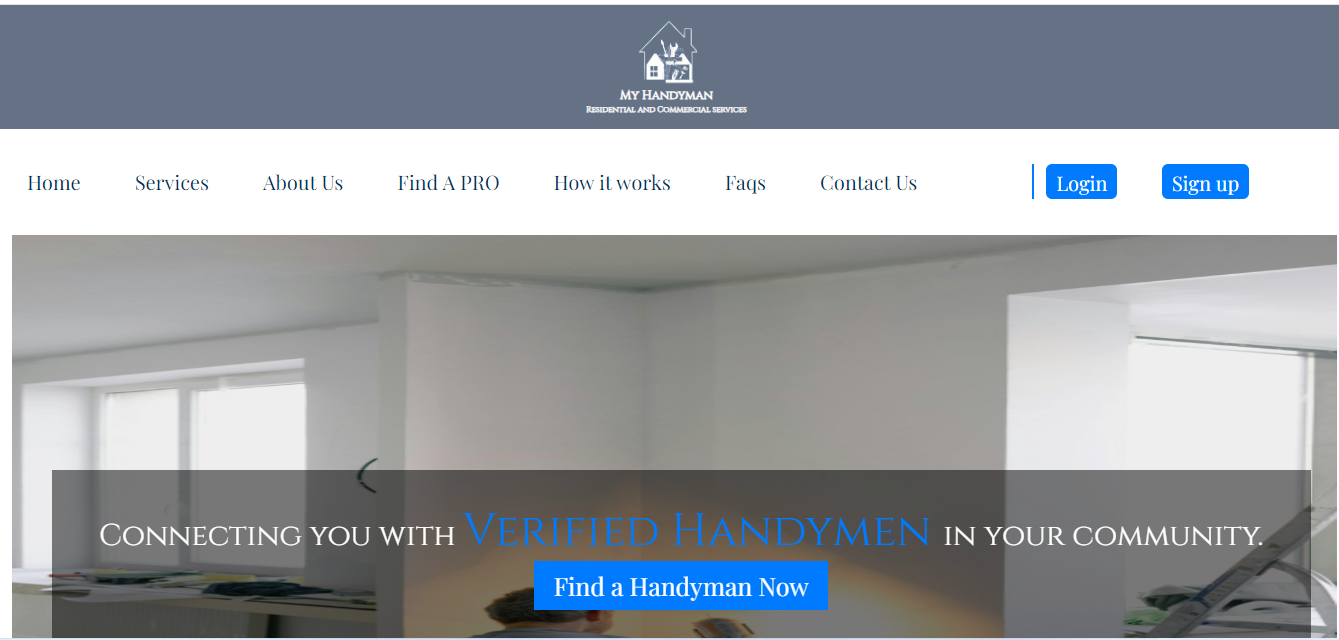 My Handyman
Residential and Commercial services
Home Services About Us Find A PRO How it works Faqs Contact Us Login Sign up
Connecting you with Verified Handymen in your community.
Find a Handyman Now